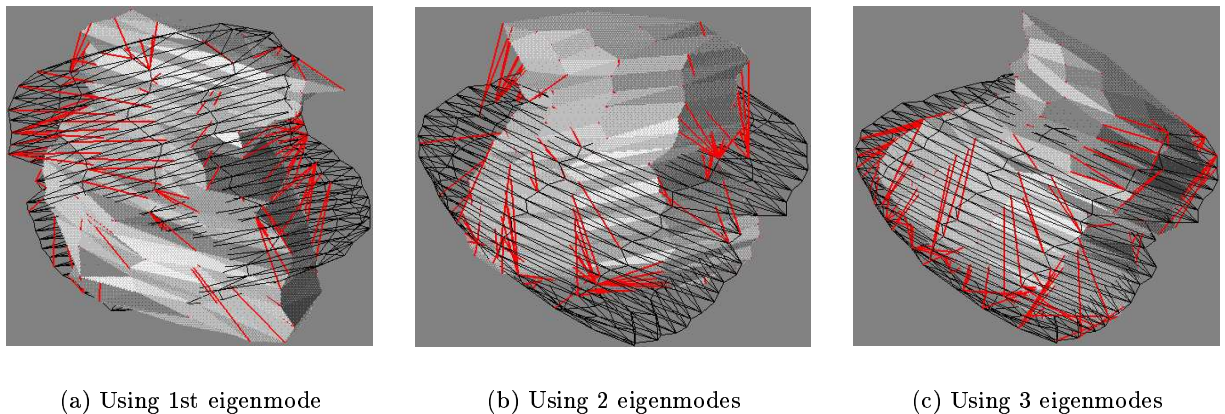 (a) Using 1st eigenmode
(b) Using 2 eigenmodes
(c) Using 3 eigenmodes